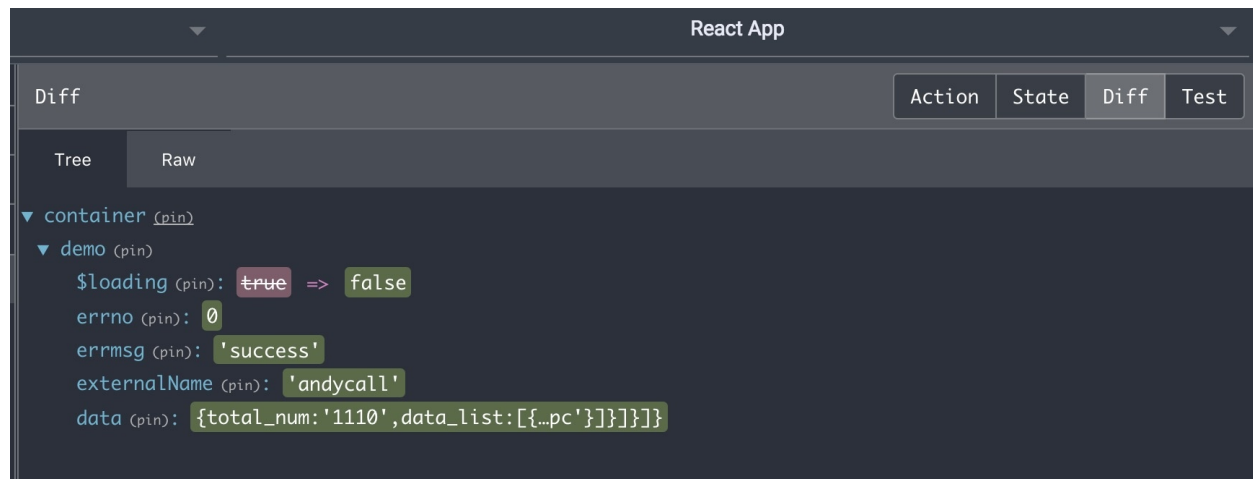 React App
Diff
Action State Diff Test
Tree Raw
container (pin)
demo (pin)
$loading (pin): true => false
errno (pin): 0
errmsg (pin): 'success'
externalName (pin): 'andycall'
data (pin): {total_num:'1110',data_list:[{…pc'}]}]}]}